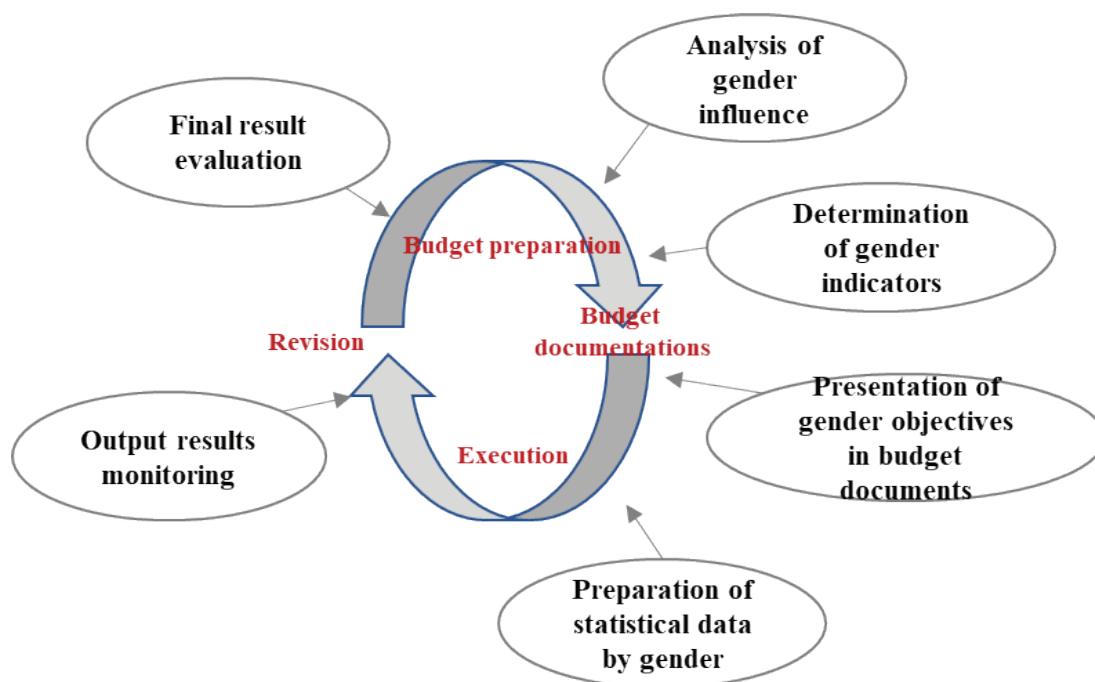 Analysis of
gender
influence
Final result
evaluation
Determination
of gender
indicators
Budget preparation
Budget
documentations
Revision
Presentation of
gender objectives
in budget
documents
Output results
monitoring
Execution
Preparation of
statistical data
by gender